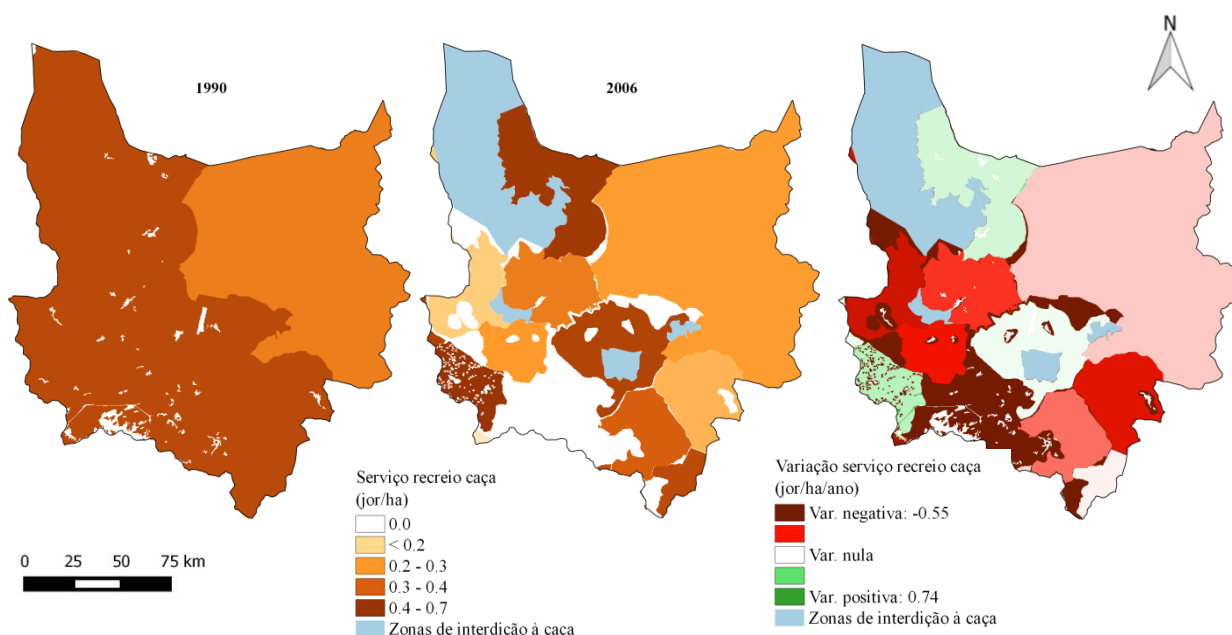 N
1990
2006
Serviço recreio caça
(jor/ha)
0.0
< 0.2
0.2 - 0.3
0.3 - 0.4
0.4 - 0.7
Zonas de interdição à caça
Variação serviço recreio caça
(jor/ha/ano)
Var. negativa: -0.55
Var. nula
Var. positiva: 0.74
Zonas de interdição à caça
0 25 50 75 km